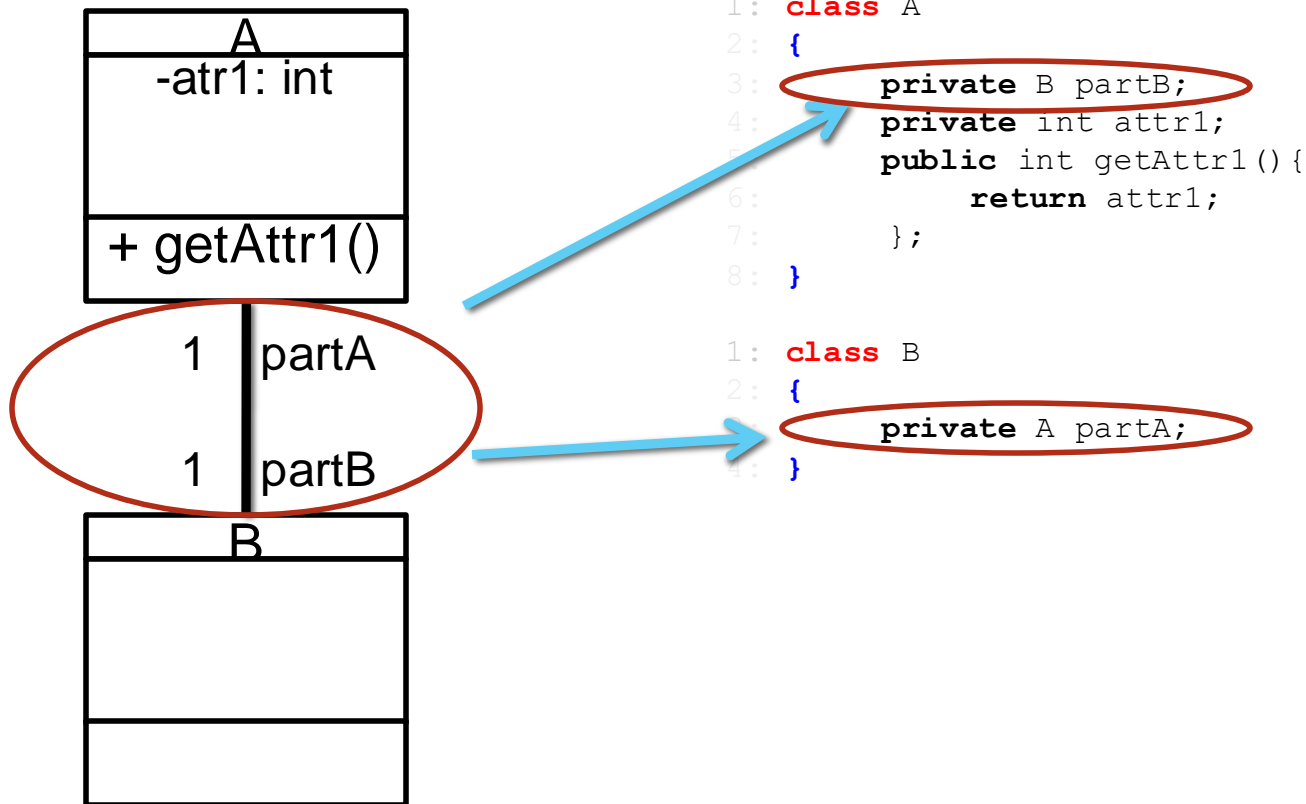 A
-atr1: int
+ getAttr1()
1 partA
1 partB
B
1: class A
2: {
3: private B partB;
4: private int attr1;
5: public int getAttr1(){
6: return attr1;
7: };
8: }
1: class B
2: {
private A partA;
4: }